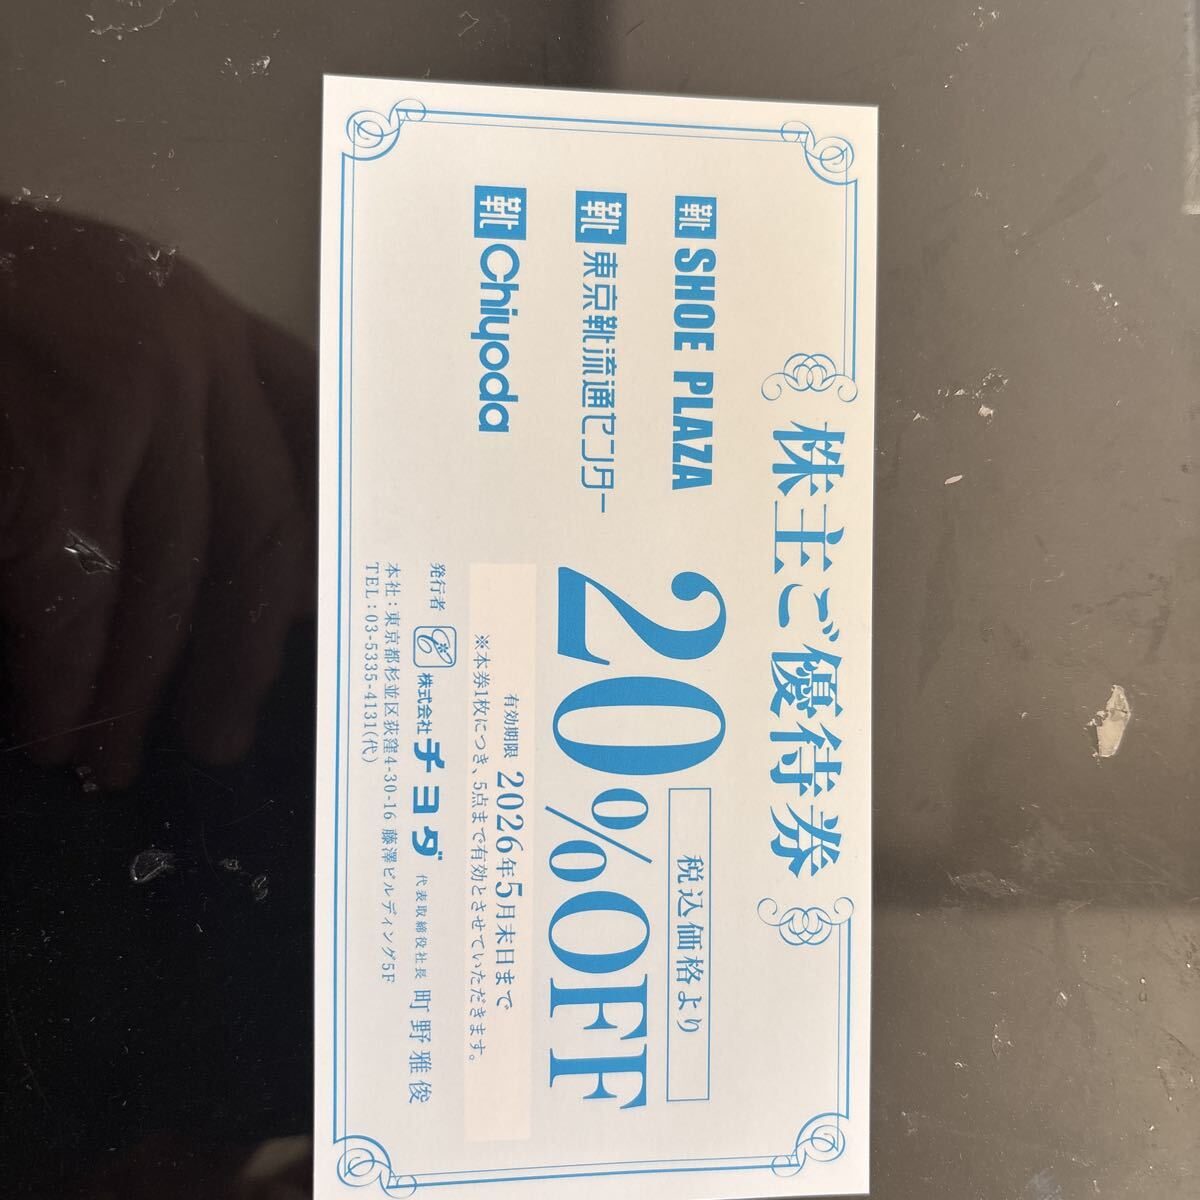 株主ご優待券
靴 SHOE PLAZA
靴 東京靴流通センター
靴 Chiyoda
税込価格より
20%OFF
有効期限 2026年5月末日まで
※本券1枚につき、5点まで有効とさせていただきます。
発行者 株式会社 チヨダ 代表取締役社長 町野雅俊
本社：東京都杉並区荻窪4-30-16 藤澤ビルディング5F
TEL：03-5335-4131(代)